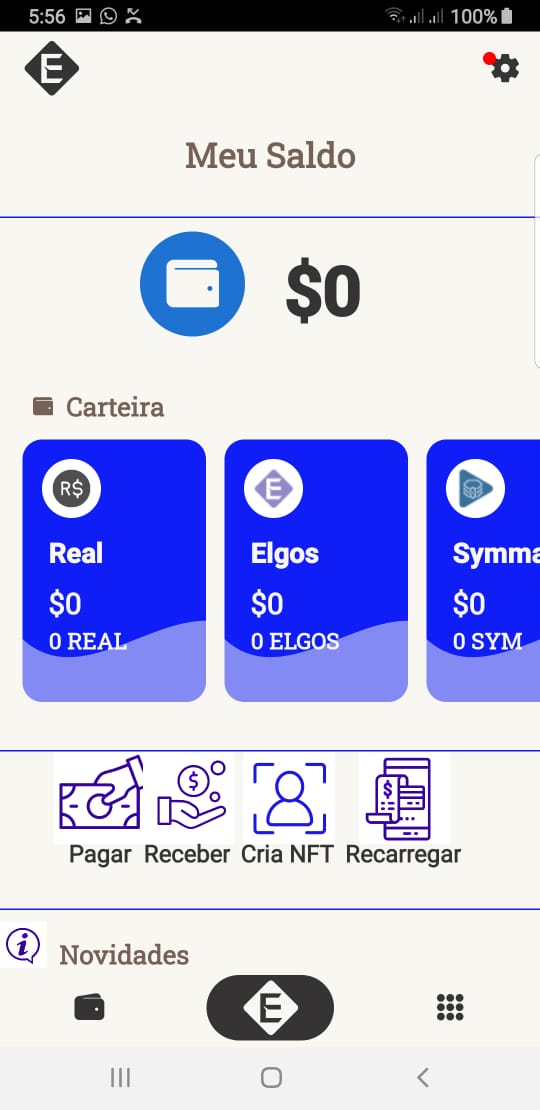 5:56 100%
E
Meu Saldo
$0
Carteira
R$ E
Real Elgos Symma
$0 $0 $0
0 REAL 0 ELGOS 0 SYM
$ $
Pagar Receber Cria NFT Recarregar
i Novidades
E